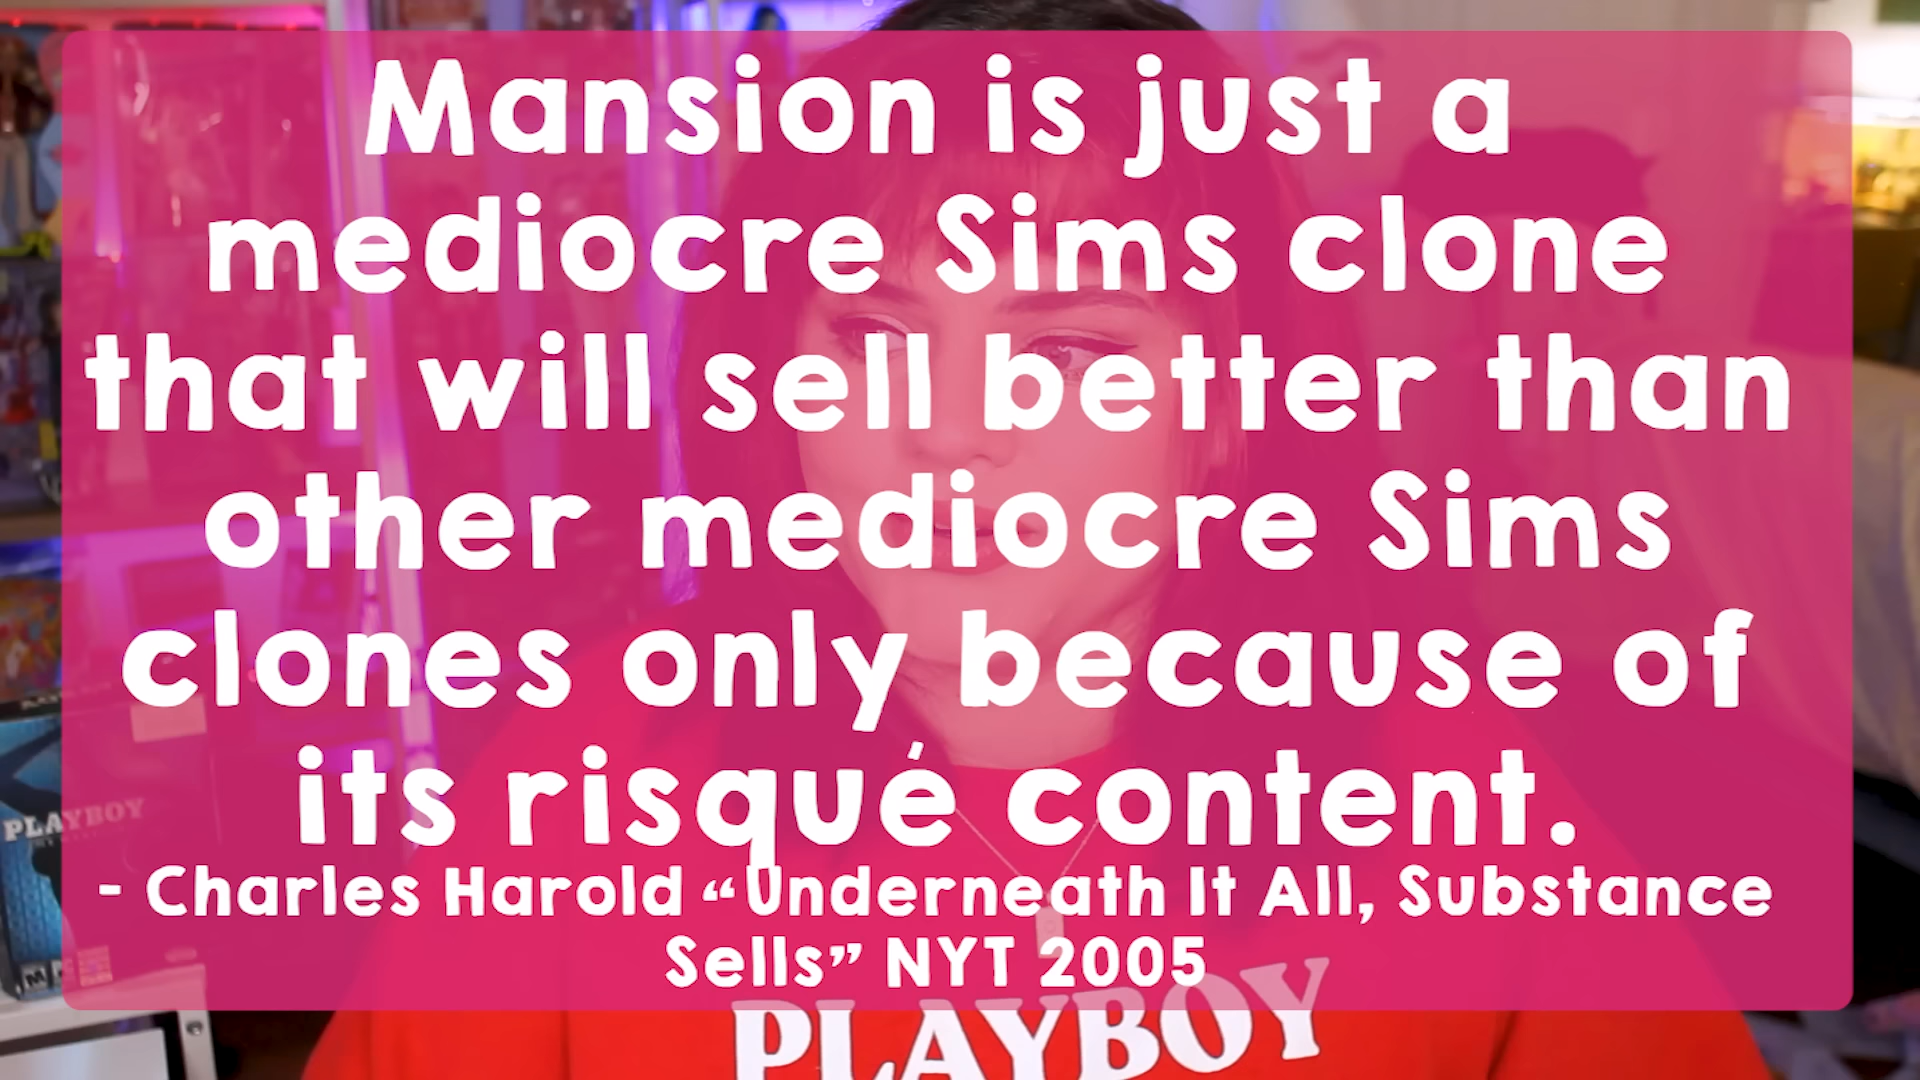 Mansion is just a
mediocre Sims clone
that will sell better than
other mediocre Sims
clones only because of
its risqué content.
- Charles Harold “Underneath It All, Substance
Sells” NYT 2005
PLAYBOY
PLAYBOY